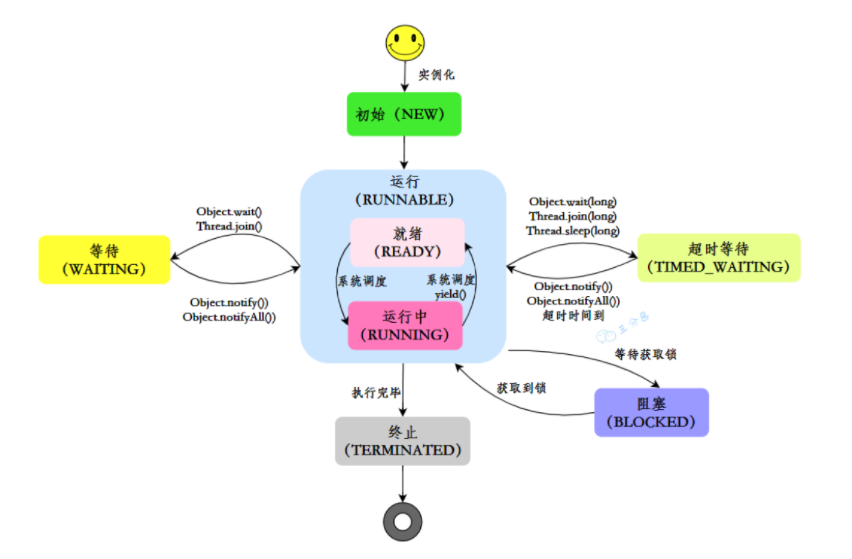 实例化
初始（NEW）
运行
（RUNNABLE）
Object.wait()
Thread.join()
等待
（WAITING）
Object.notify())
Object.notifyAll())
就绪
（READY）
系统调度
系统调度
yield()
运行中
（RUNNING）
Object.wait(long)
Thread.join(long)
Thread.sleep(long)
超时等待
（TIMED_WAITING）
Object.notify())
Object.notifyAll())
超时时间到
三分恶
等待获取锁
获取到锁
阻塞
（BLOCKED）
执行完毕
终止
（TERMINATED）